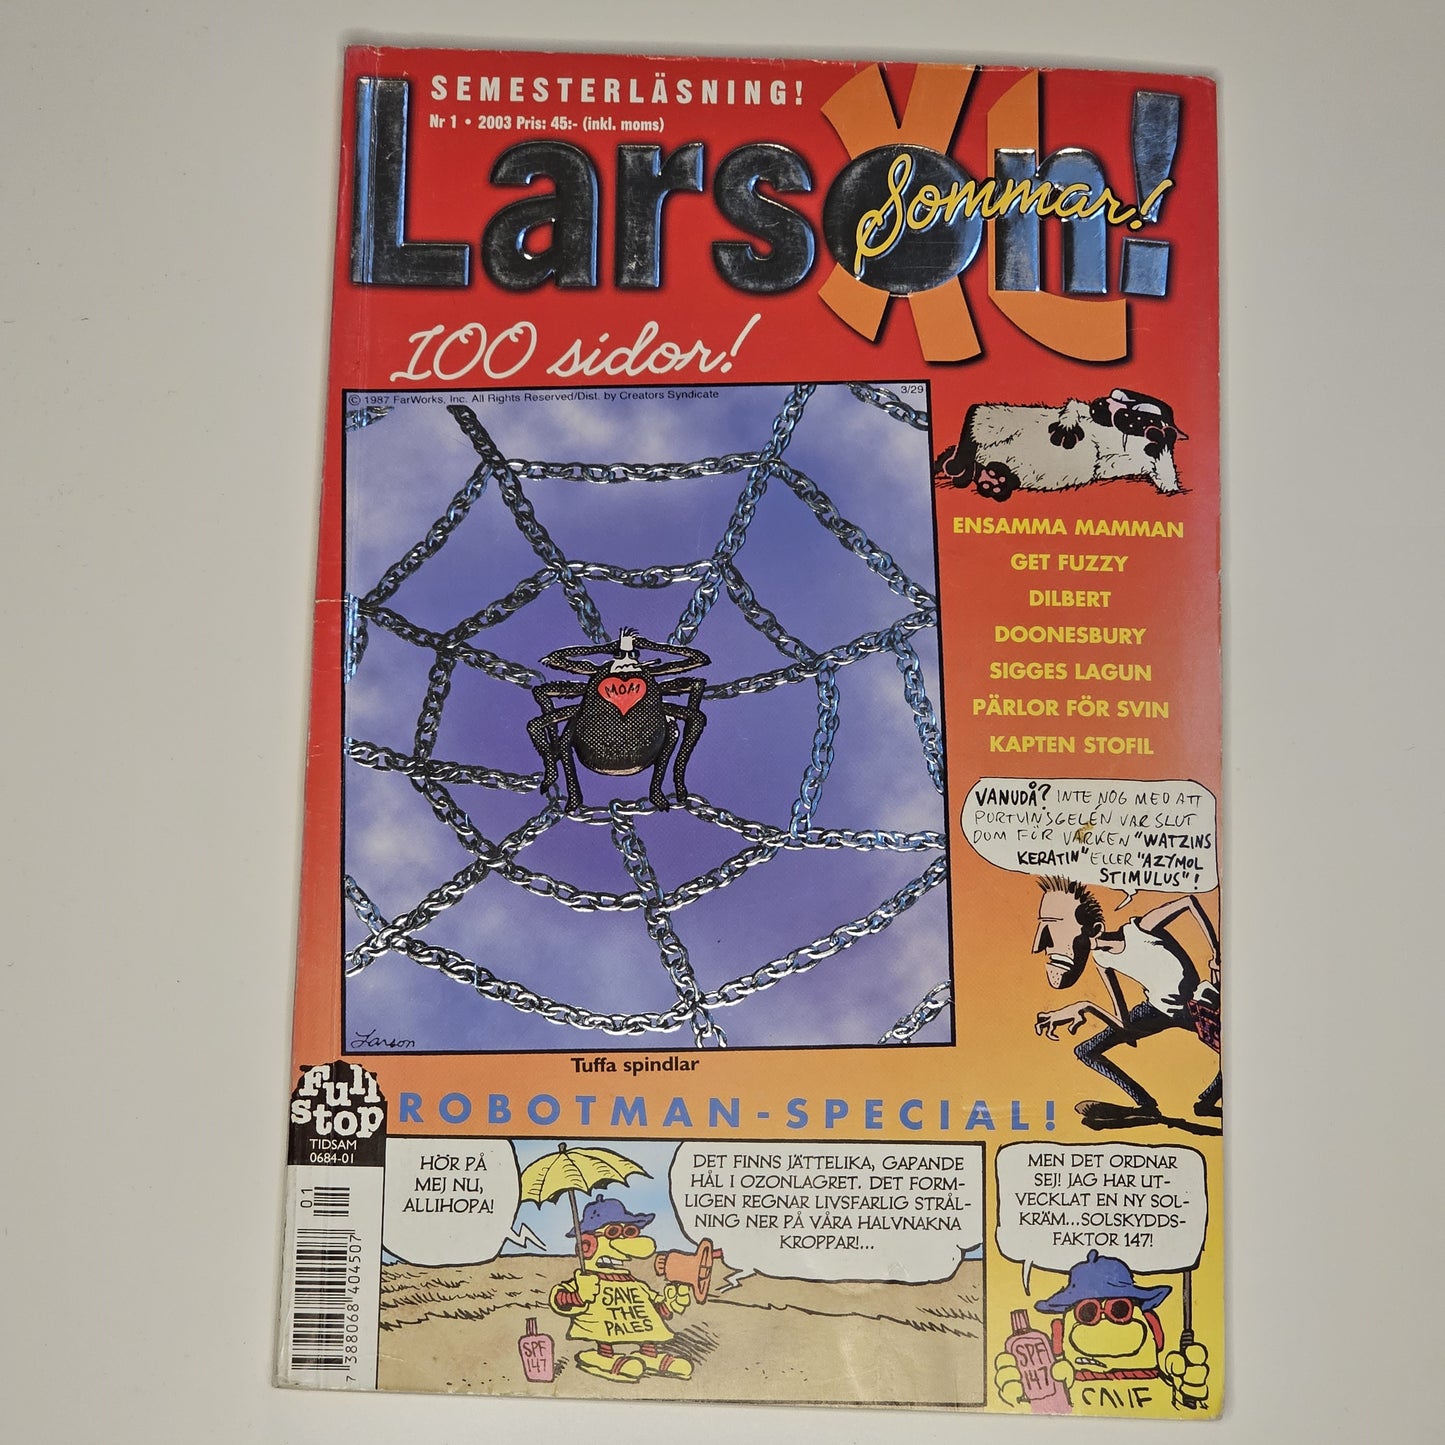 SEMESTERLÄSNING!
Nr 1 • 2003 Pris: 45:- (inkl. moms)
Larson!
XL
Sommar!
100 sidor!
© 1987 FarWorks, Inc. All Rights Reserved/Dist. by Creators Syndicate
3/29
MOM
Larson
Tuffa spindlar
ENSAMMA MAMMAN
GET FUZZY
DILBERT
DOONESBURY
SIGGES LAGUN
PÄRLOR FÖR SVIN
KAPTEN STOFIL
VANUDÅ? INTE NOG MED ATT
PORTVINSGELÉN VAR SLUT
DOM FÖR VARKEN "WATZINS
KERATIN" ELLER "AZYMOL
STIMULUS"!
Full
stop
TIDSAM
0684-01
01
7 388068 404507
ROBOTMAN-SPECIAL!
HÖR PÅ
MEJ NU,
ALLIHOPA!
DET FINNS JÄTTELIKA, GAPANDE
HÅL I OZONLAGRET. DET FORM-
LIGEN REGNAR LIVSFARLIG STRÅL-
NING NER PÅ VÅRA HALVNAKNA
KROPPAR!...
SAVE
THE
PALES
SPF
147
MEN DET ORDNAR
SEJ! JAG HAR UT-
VECKLAT EN NY SOL-
KRÄM...SOLSKYDDS-
FAKTOR 147!
SPF
147